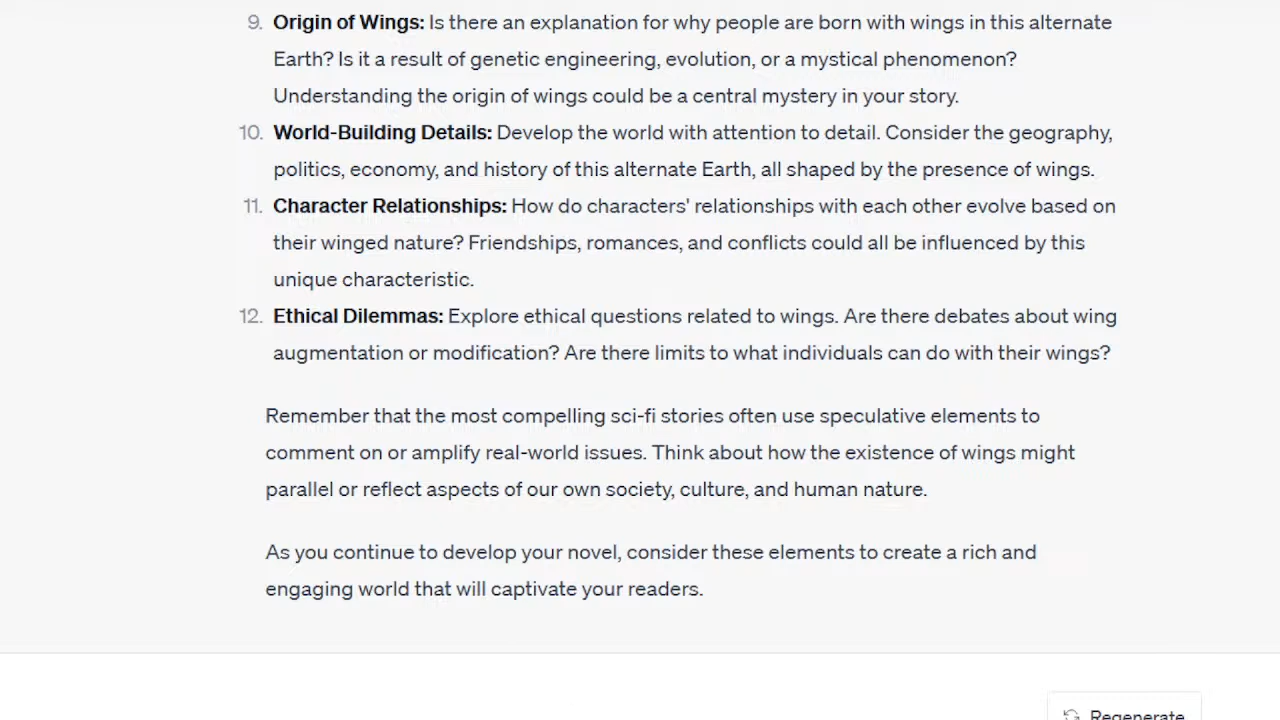 9. Origin of Wings: Is there an explanation for why people are born with wings in this alternate
Earth? Is it a result of genetic engineering, evolution, or a mystical phenomenon?
Understanding the origin of wings could be a central mystery in your story.
10. World-Building Details: Develop the world with attention to detail. Consider the geography,
politics, economy, and history of this alternate Earth, all shaped by the presence of wings.
11. Character Relationships: How do characters' relationships with each other evolve based on
their winged nature? Friendships, romances, and conflicts could all be influenced by this
unique characteristic.
12. Ethical Dilemmas: Explore ethical questions related to wings. Are there debates about wing
augmentation or modification? Are there limits to what individuals can do with their wings?
Remember that the most compelling sci-fi stories often use speculative elements to
comment on or amplify real-world issues. Think about how the existence of wings might
parallel or reflect aspects of our own society, culture, and human nature.
As you continue to develop your novel, consider these elements to create a rich and
engaging world that will captivate your readers.
Regenerate